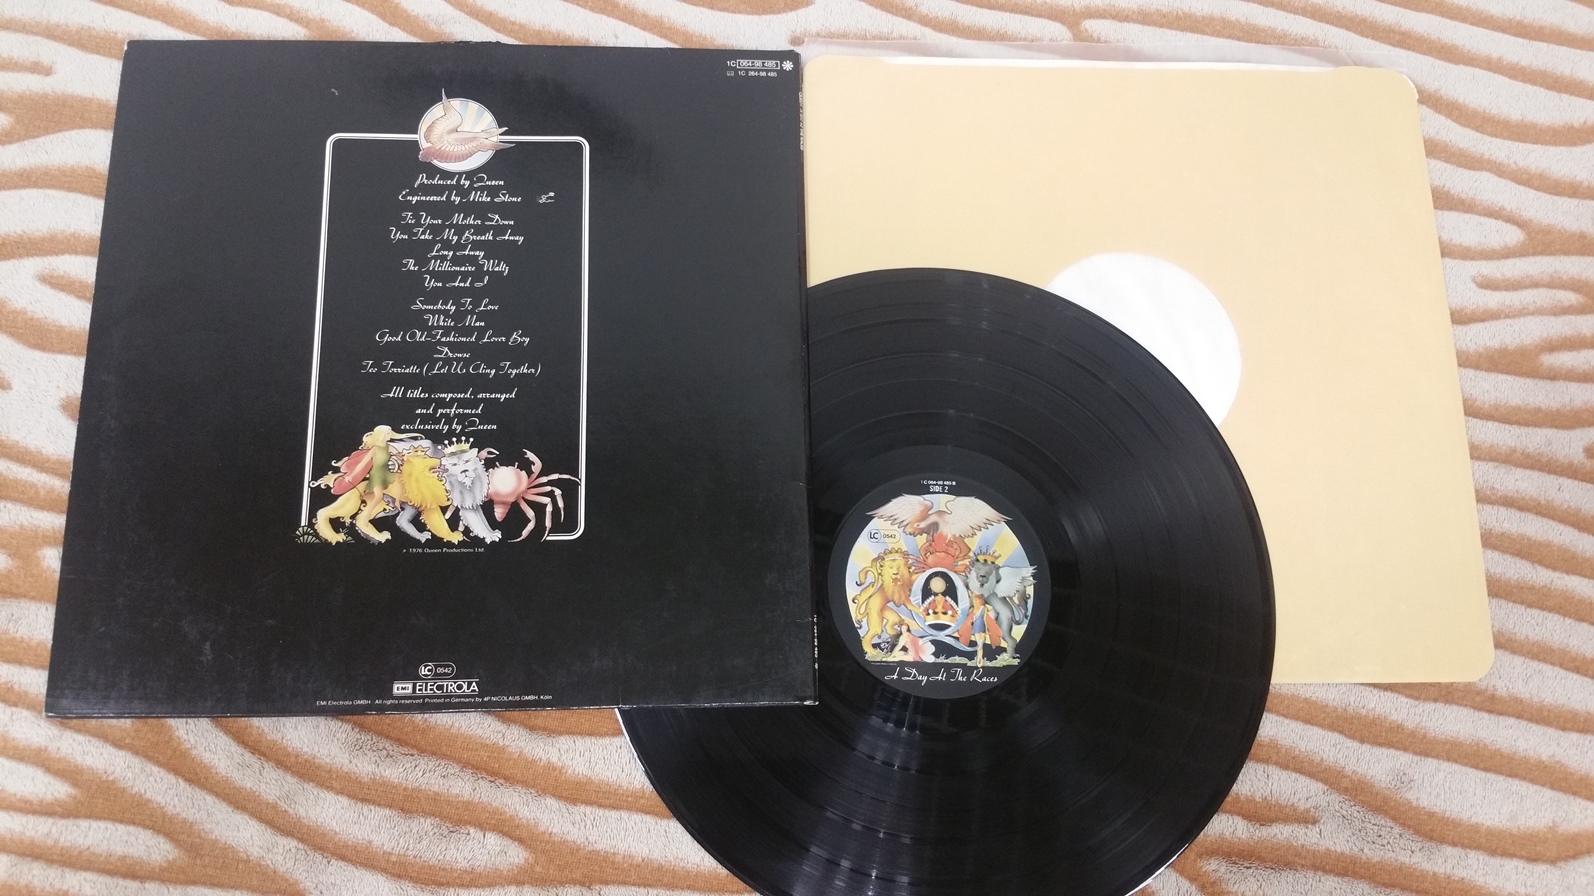 1C 064-98 485
1C 264-98 485
Produced by Queen
Engineered by Mike Stone
Tie Your Mother Down
You Take My Breath Away
Long Away
The Millionaire Waltz
You And I
Somebody To Love
White Man
Good Old-Fashioned Lover Boy
Drowse
Teo Torriatte (Let Us Cling Together)
All titles composed, arranged
and performed
exclusively by Queen
℗ 1976 Queen Productions Ltd.
LC 0542
EMI ELECTROLA
EMI Electrola GMBH · All rights reserved · Printed in Germany by 4P NICOLAUS GMBH, Köln
1C 064-98 485 B
SIDE 2
LC 0542
A Day At The Races